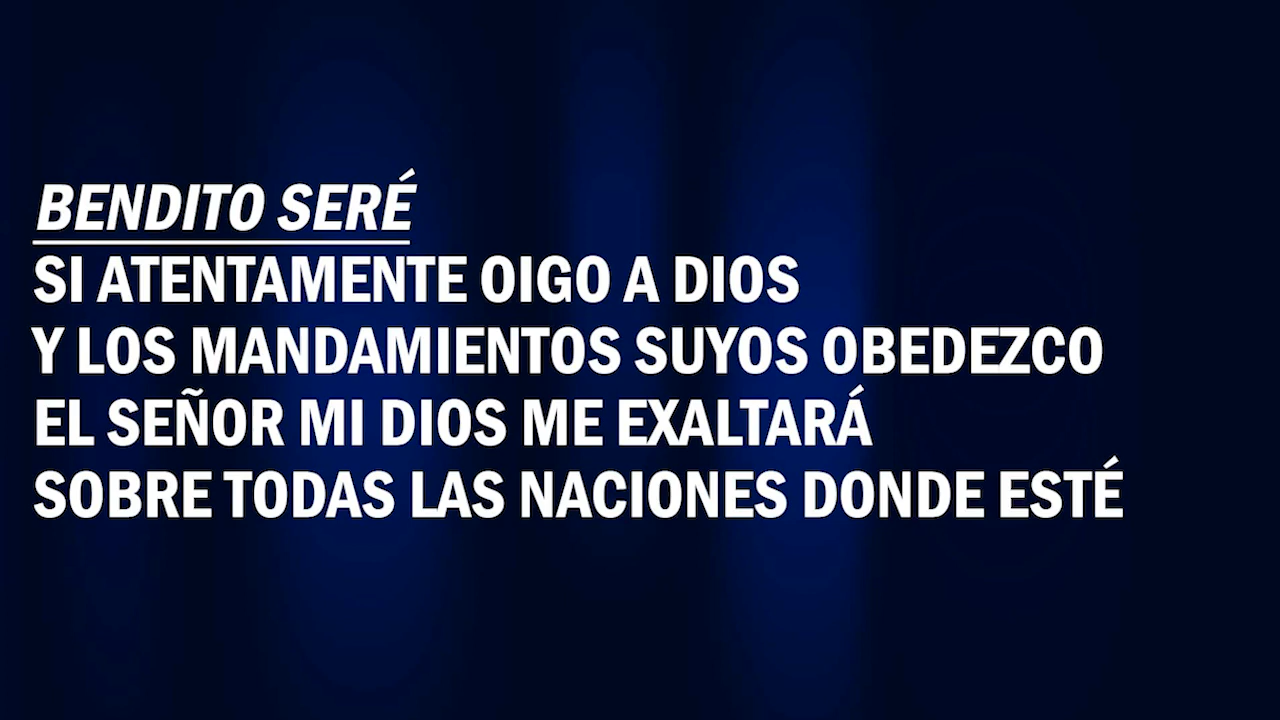 BENDITO SERÉ
SI ATENTAMENTE OIGO A DIOS
Y LOS MANDAMIENTOS SUYOS OBEDEZCO
EL SEÑOR MI DIOS ME EXALTARÁ
SOBRE TODAS LAS NACIONES DONDE ESTÉ